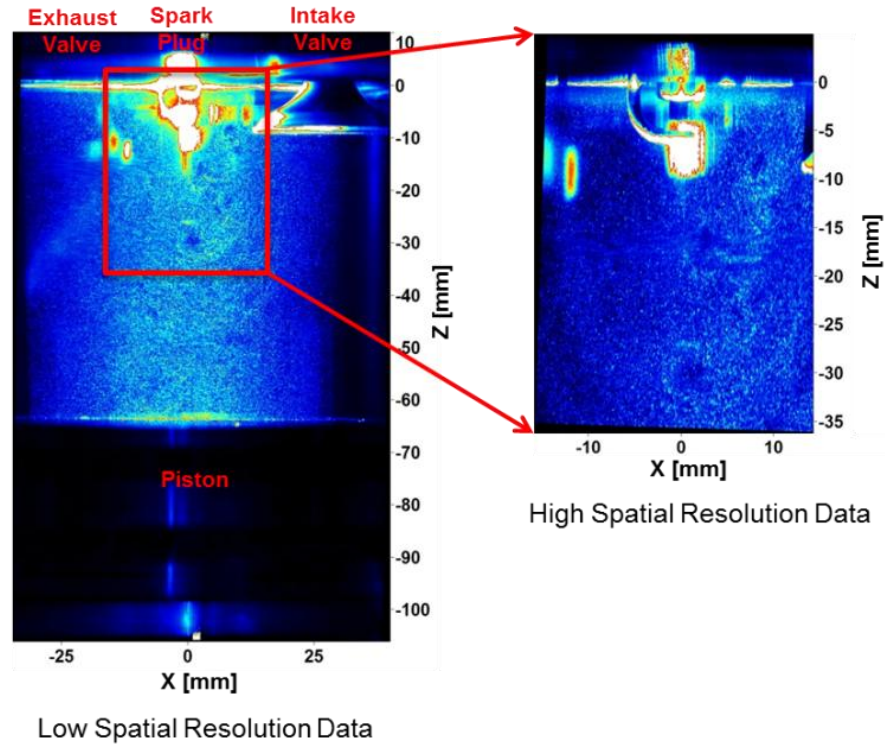 Exhaust Valve
Spark Plug
Intake Valve
10
0
-10
-20
-30
-40
-50
-60
-70
-80
-90
-100
Z [mm]
Piston
-25
0
25
X [mm]
Low Spatial Resolution Data
0
-5
-10
-15
-20
-25
-30
-35
Z [mm]
-10
0
10
X [mm]
High Spatial Resolution Data